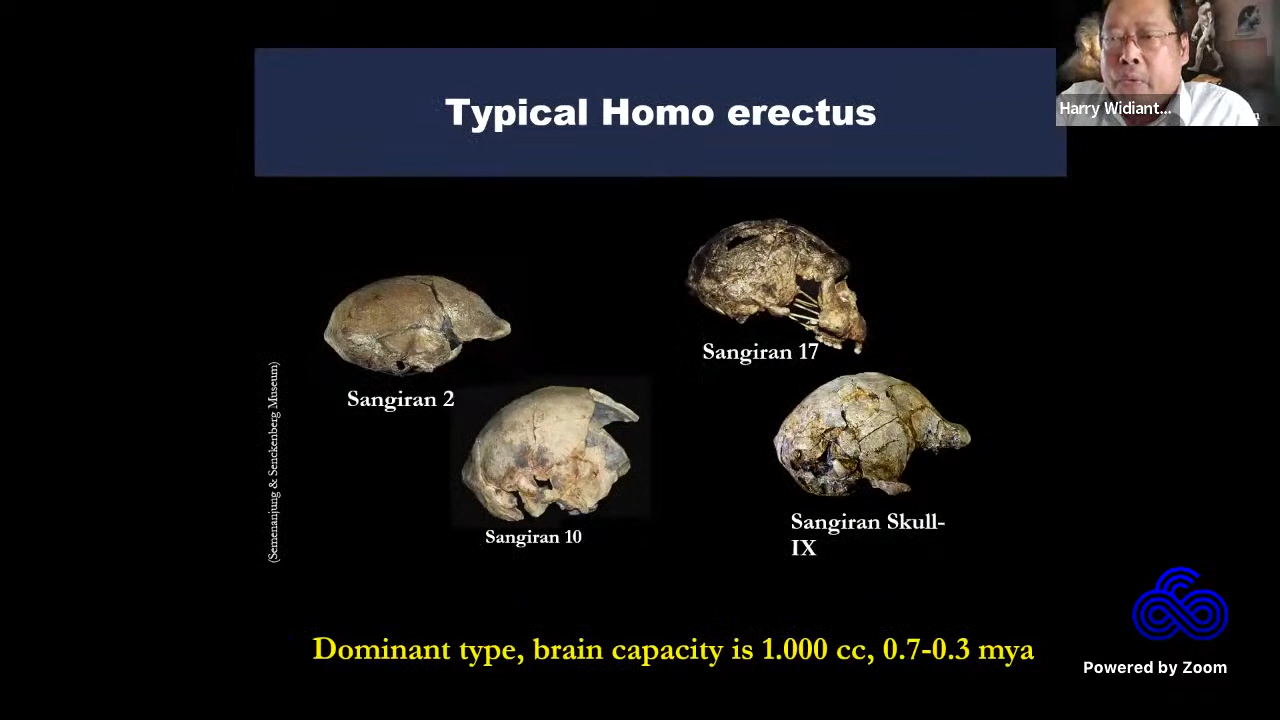 Typical Homo erectus
Harry Widiant...
Sangiran 17
Sangiran 2
Sangiran 10
Sangiran Skull-
IX
(Semenanjung & Senckenberg Museum)
Dominant type, brain capacity is 1.000 cc, 0.7-0.3 mya
Powered by Zoom